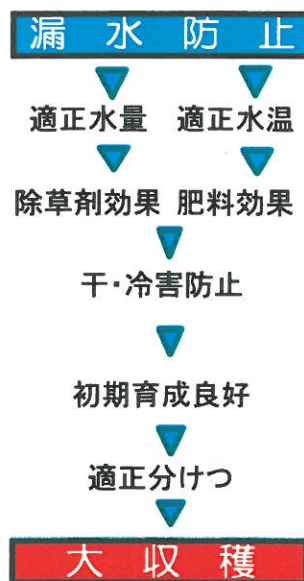 漏水防止
適正水量 適正水温
除草剤効果 肥料効果
干・冷害防止
初期育成良好
適正分けつ
大収穫